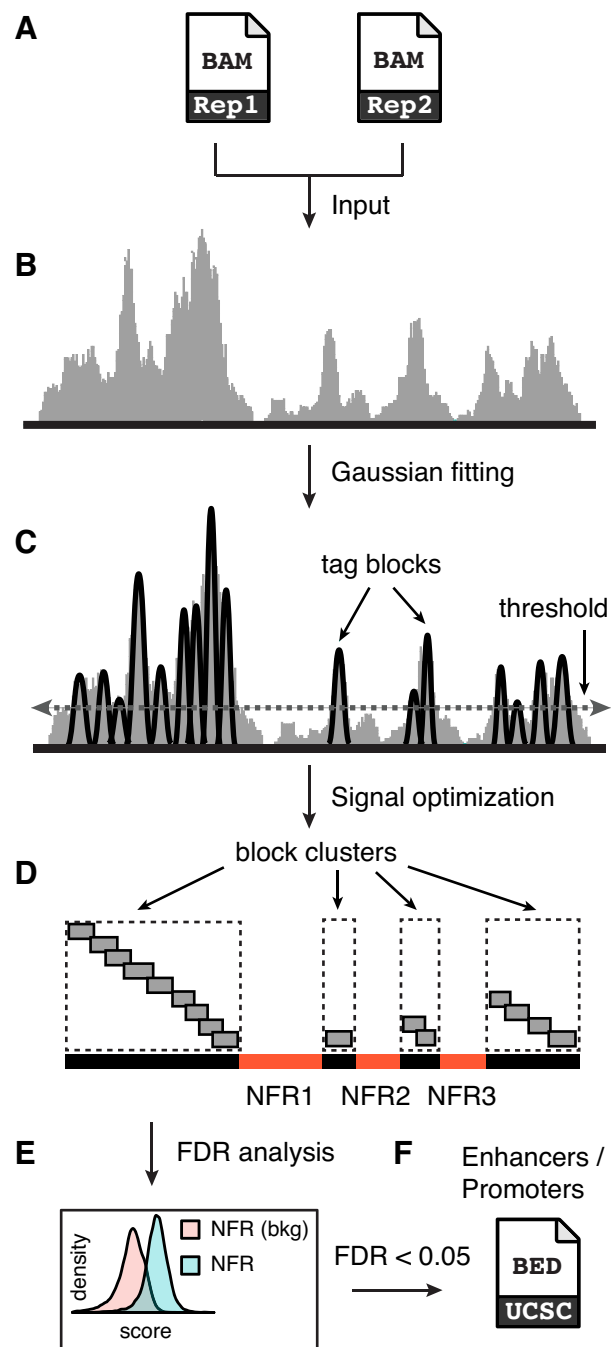 A
BAM
Rep1
BAM
Rep2
Input
B
Gaussian fitting
C
tag blocks
threshold
Signal optimization
block clusters
D
NFR1 NFR2 NFR3
E
FDR analysis
F
Enhancers /
Promoters
density
NFR (bkg)
NFR
score
FDR < 0.05
BED
UCSC